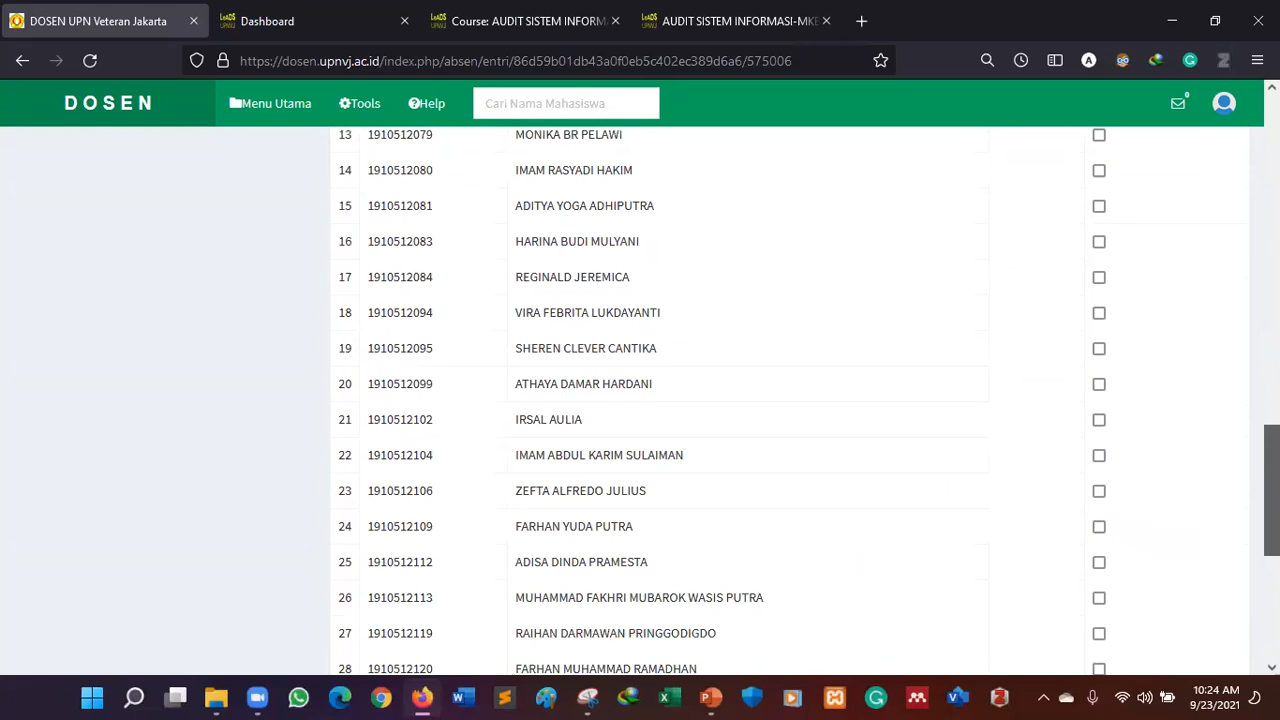 DOSEN UPN Veteran Jakarta
Dashboard
Course: AUDIT SISTEM INFORM
AUDIT SISTEM INFORMASI-MKB
https://dosen.upnvj.ac.id/index.php/adsen/entri/86d59b01db43a0f0eb5c402ec389d6a6/575006
DOSEN Menu Utama Tools Help Cari Nama Mahasiswa 0
13 1910512079 MONIKA BR PELAWI
14 1910512080 IMAM RASYADI HAKIM
15 1910512081 ADITYA YOGA ADHIPUTRA
16 1910512083 HARINA BUDI MULYANI
17 1910512084 REGINALD JEREMICA
18 1910512094 VIRA FEBRITA LUKDAYANTI
19 1910512095 SHEREN CLEVER CANTIKA
20 1910512099 ATHAYA DAMAR HARDANI
21 1910512102 IRSAL AULIA
22 1910512104 IMAM ABDUL KARIM SULAIMAN
23 1910512106 ZEFTA ALFREDO JULIUS
24 1910512109 FARHAN YUDA PUTRA
25 1910512112 ADISA DINDA PRAMESTA
26 1910512113 MUHAMMAD FAKHRI MUBAROK WASIS PUTRA
27 1910512119 RAIHAN DARMAWAN PRINGGODIGDO
28 1910512120 FARHAN MUHAMMAD RAMADHAN
10:24 AM
9/23/2021